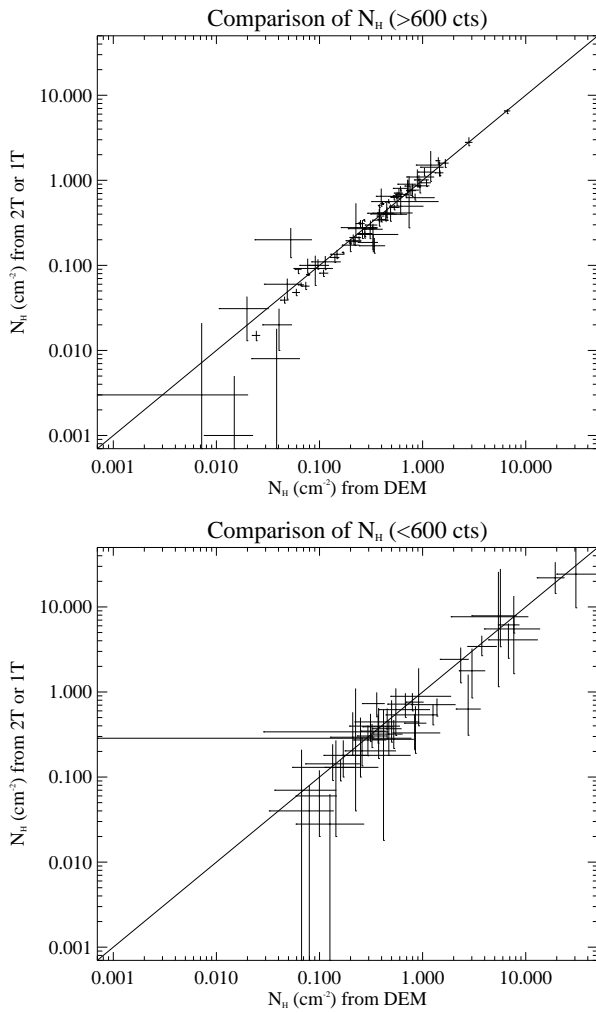 Comparison of N_H (>600 cts)
10.000
1.000
0.100
0.010
0.001
N_H (cm⁻²) from 2T or 1T
0.001 0.010 0.100 1.000 10.000
N_H (cm⁻²) from DEM
Comparison of N_H (<600 cts)
10.000
1.000
0.100
0.010
0.001
N_H (cm⁻²) from 2T or 1T
0.001 0.010 0.100 1.000 10.000
N_H (cm⁻²) from DEM